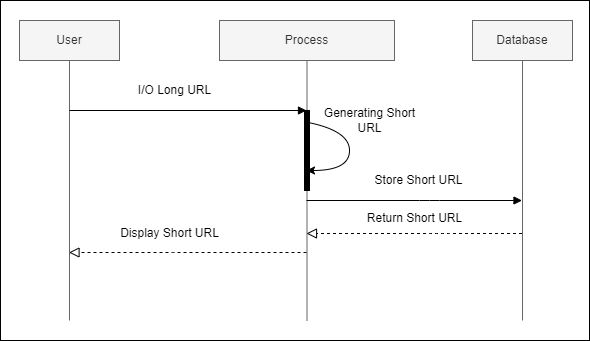 User
Process
Database
I/O Long URL
Generating Short
URL
Store Short URL
Return Short URL
Display Short URL